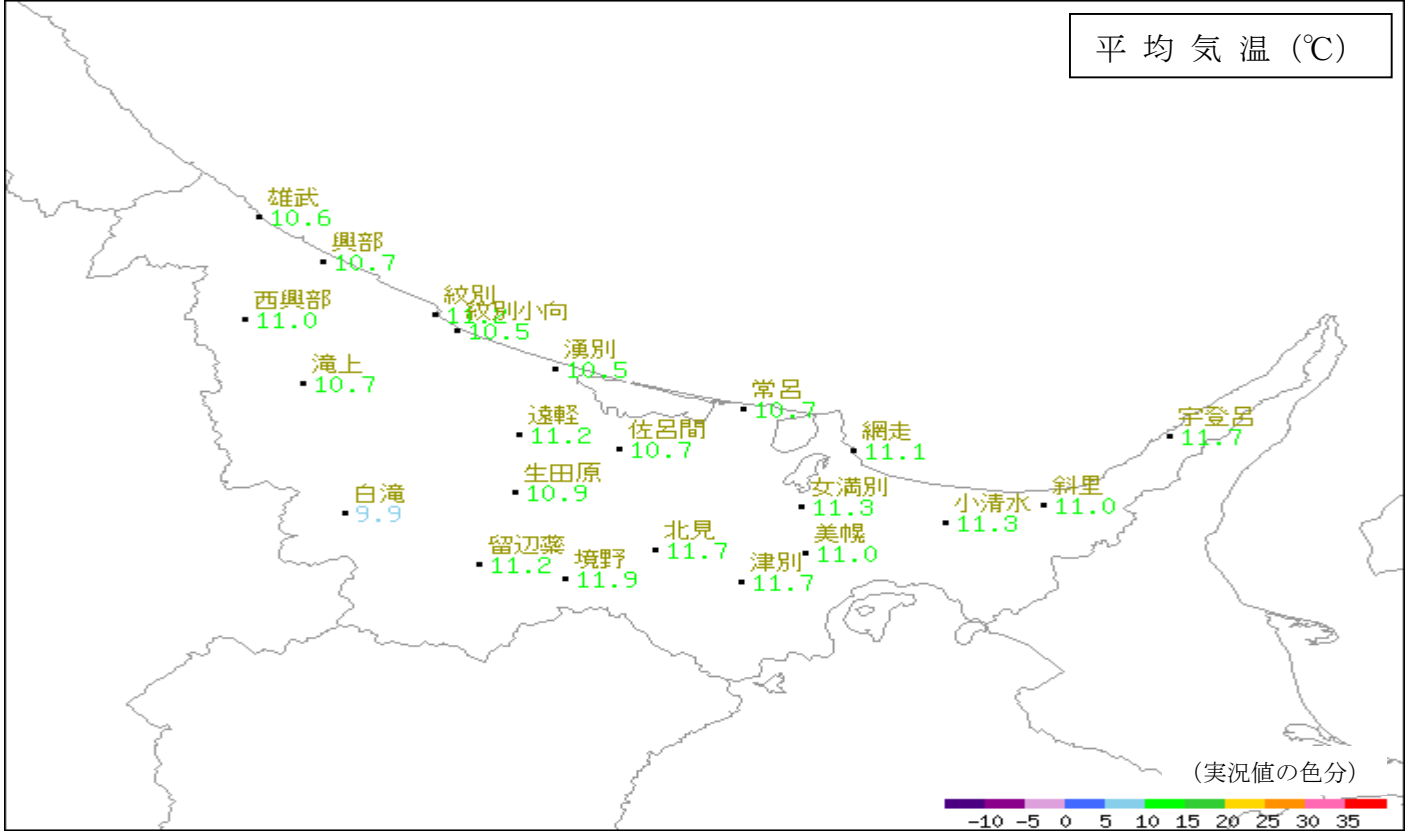 平均気温(℃)
雄武
10.6
興部
10.7
西興部
11.0
紋別
11.2
紋別小向
10.5
滝上
10.7
湧別
10.5
常呂
10.7
遠軽
11.2
佐呂間
10.7
網走
11.1
宇登呂
11.7
生田原
10.9
白滝
9.9
女満別
11.3
小清水
11.3
斜里
11.0
留辺蘂
11.2
境野
11.9
北見
11.7
美幌
11.0
津別
11.7
(実況値の色分)
-10 -5 0 5 10 15 20 25 30 35